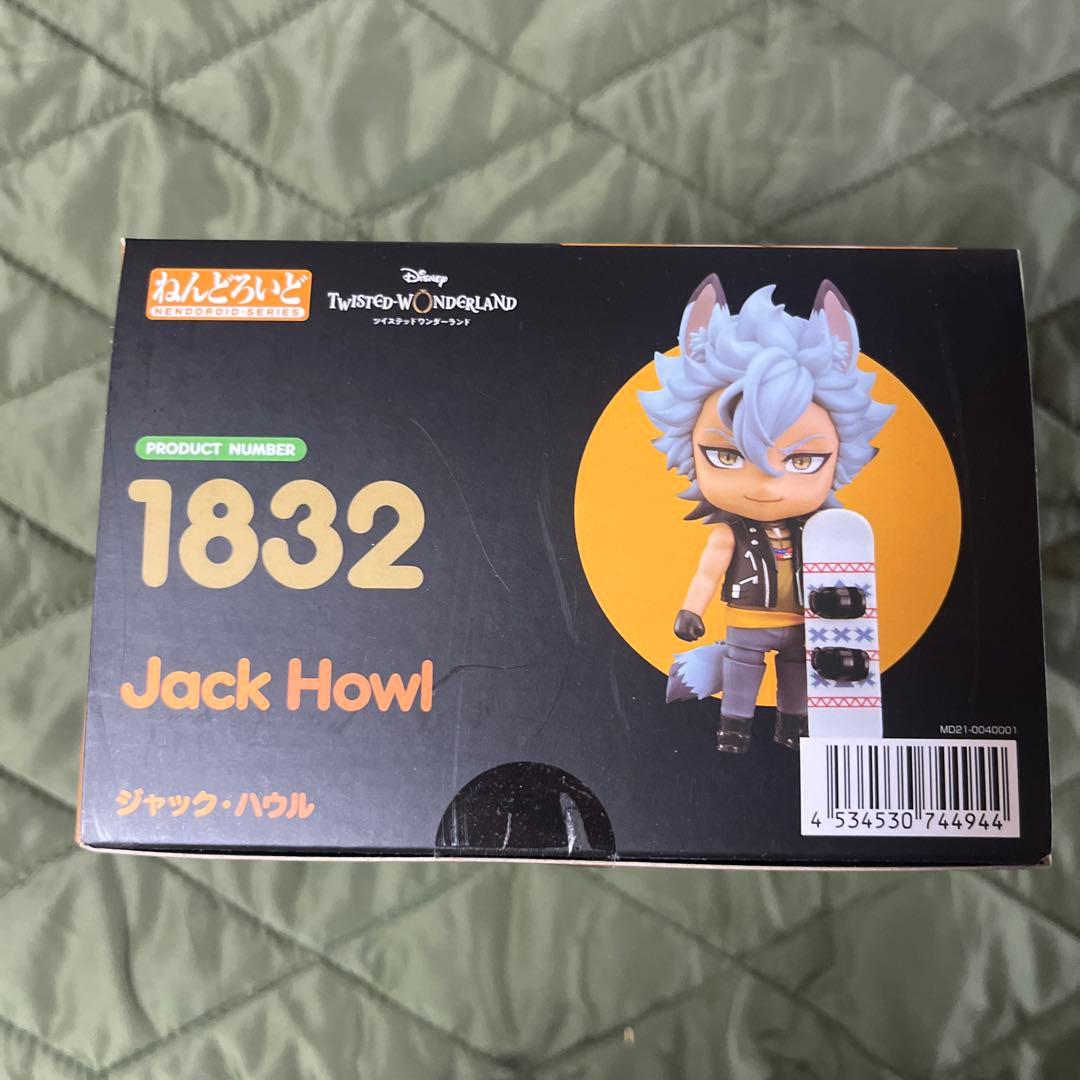 ねんどろいど
NENDOROID·SERIES
Disney
TWISTED-WONDERLAND
ツイステッドワンダーランド
PRODUCT NUMBER
1832
Jack Howl
ジャック・ハウル
MD21-0040001
4 534530 744944